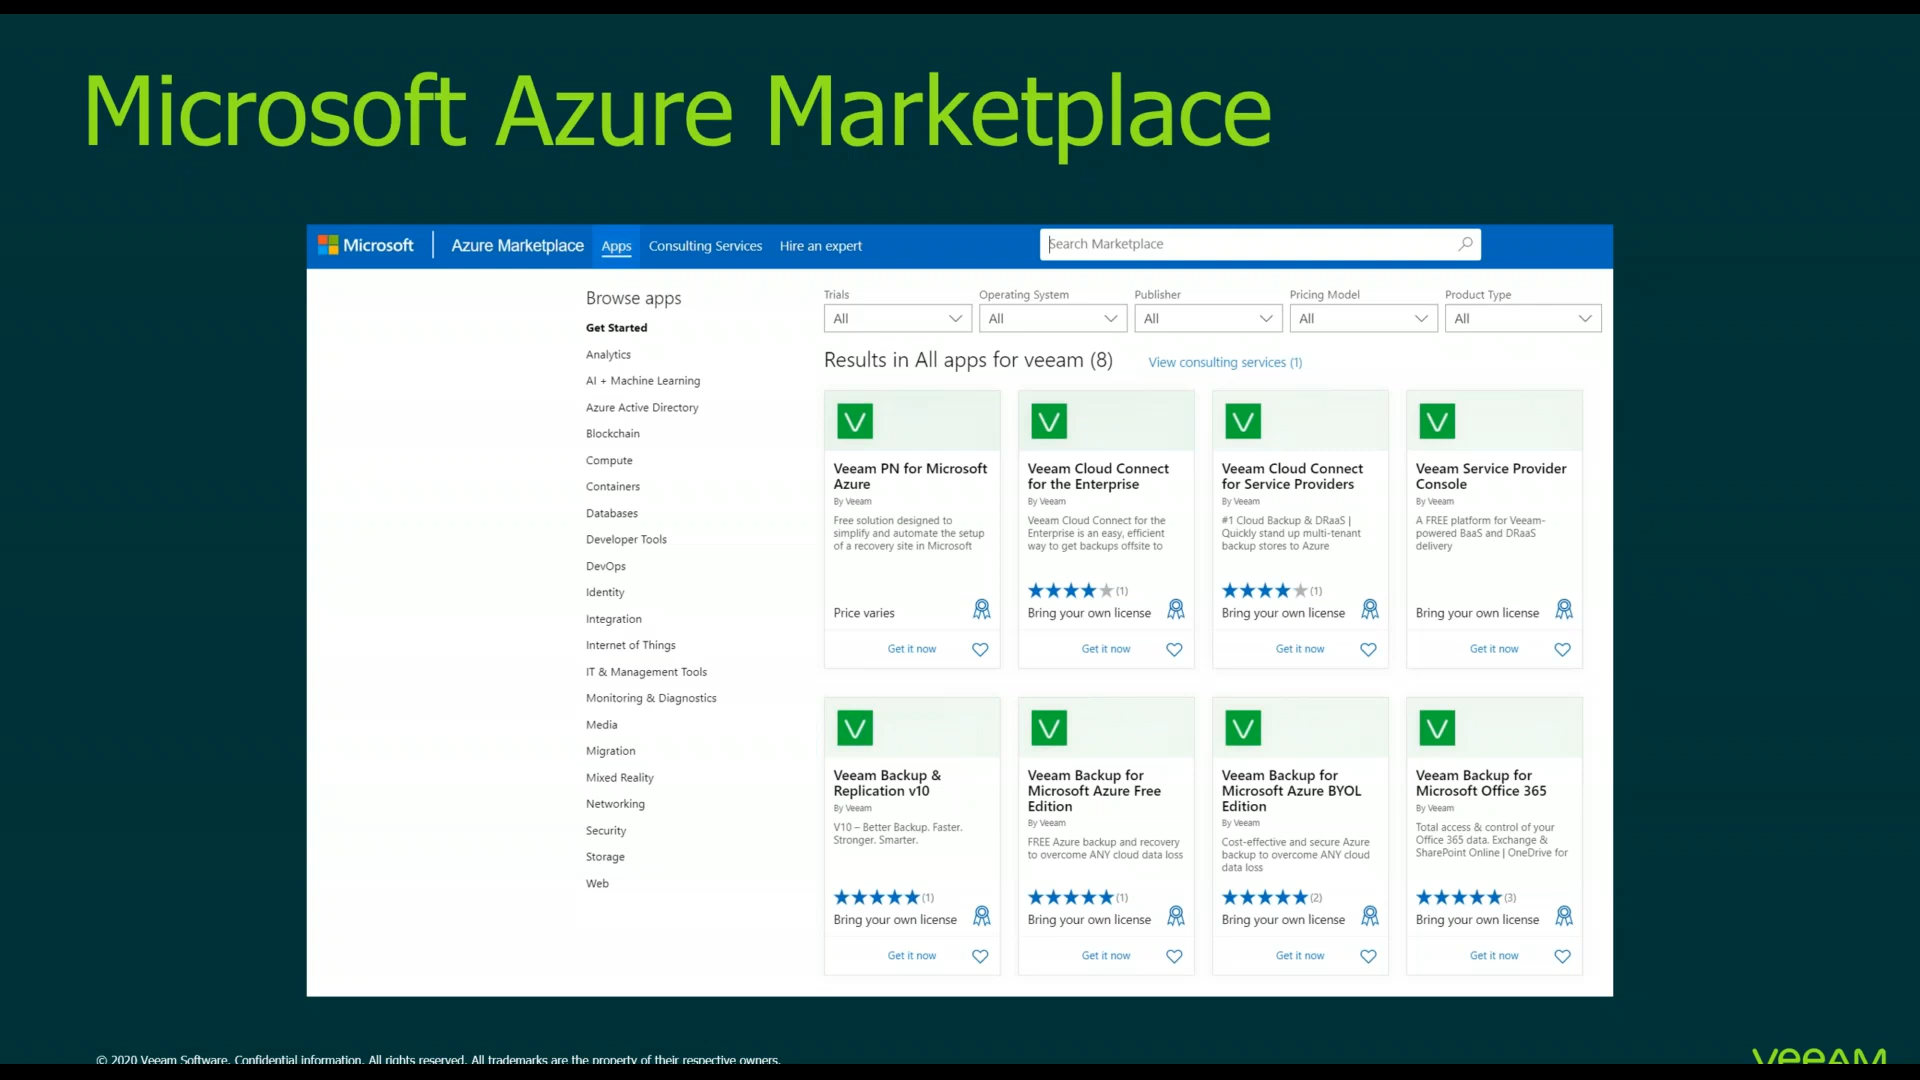 Microsoft Azure Marketplace
Microsoft
Azure Marketplace
Apps
Consulting Services
Hire an expert
Search Marketplace
Browse apps
Get Started
Analytics
AI + Machine Learning
Azure Active Directory
Blockchain
Compute
Containers
Databases
Developer Tools
DevOps
Identity
Integration
Internet of Things
IT & Management Tools
Monitoring & Diagnostics
Media
Migration
Mixed Reality
Networking
Security
Storage
Web
Trials
All
Operating System
All
Publisher
All
Pricing Model
All
Product Type
All
Results in All apps for veeam (8)
View consulting services (1)
Veeam PN for Microsoft
Azure
By Veeam
Free solution designed to
simplify and automate the setup
of a recovery site in Microsoft
Price varies
Get it now
Veeam Cloud Connect
for the Enterprise
By Veeam
Veeam Cloud Connect for the
Enterprise is an easy, efficient
way to get backups offsite to
(1)
Bring your own license
Get it now
Veeam Cloud Connect
for Service Providers
By Veeam
#1 Cloud Backup & DRaaS |
Quickly stand up multi-tenant
backup stores to Azure
(1)
Bring your own license
Get it now
Veeam Service Provider
Console
By Veeam
A FREE platform for Veeam-
powered BaaS and DRaaS
delivery
Bring your own license
Get it now
Veeam Backup &
Replication v10
By Veeam
V10 – Better Backup. Faster.
Stronger. Smarter.
(1)
Bring your own license
Get it now
Veeam Backup for
Microsoft Azure Free
Edition
By Veeam
FREE Azure backup and recovery
to overcome ANY cloud data loss
(1)
Bring your own license
Get it now
Veeam Backup for
Microsoft Azure BYOL
Edition
By Veeam
Cost-effective and secure Azure
backup to overcome ANY cloud
data loss
(2)
Bring your own license
Get it now
Veeam Backup for
Microsoft Office 365
By Veeam
Total access & control of your
Office 365 data. Exchange &
SharePoint Online | OneDrive for
(3)
Bring your own license
Get it now
© 2020 Veeam Software. Confidential information. All rights reserved. All trademarks are the property of their respective owners.
veeAM